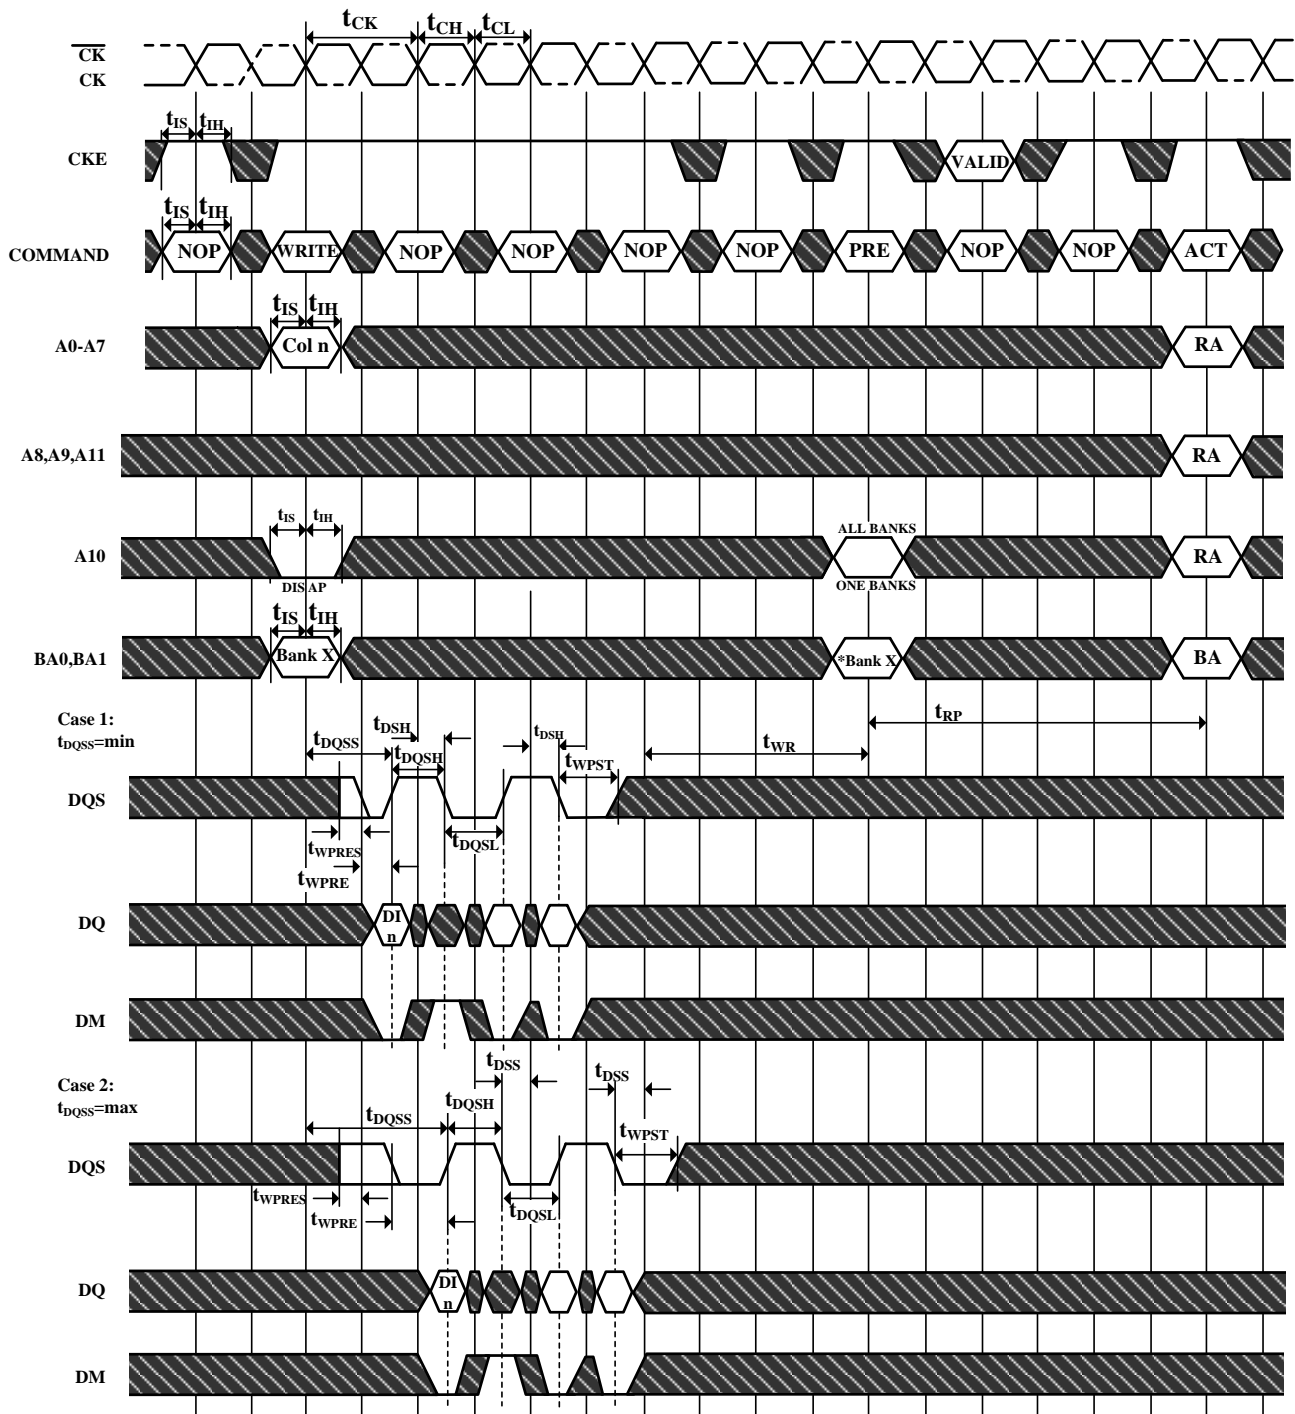 tCK tCH tCL
CK
CK
tIS tIH
CKE
VALID
tIS tIH
COMMAND
NOP WRITE NOP NOP NOP NOP PRE NOP NOP ACT
tIS tIH
A0-A7
Col n
RA
A8,A9,A11
RA
tIS tIH
ALL BANKS
A10
RA
DIS AP
ONE BANKS
tIS tIH
BA0,BA1
Bank X
*Bank X
BA
Case 1:
tDQSS=min
tDSH
tDSH
tRP
tDQSS
tDQSH
tWR
tWPST
DQS
tWPRES
tDQSL
tWPRE
DQ
DI
n
DM
tDSS
tDSS
Case 2:
tDQSS=max
tDQSS
tDQSH
tWPST
DQS
tWPRES
tWPRE
tDQSL
DQ
DI
n
DM